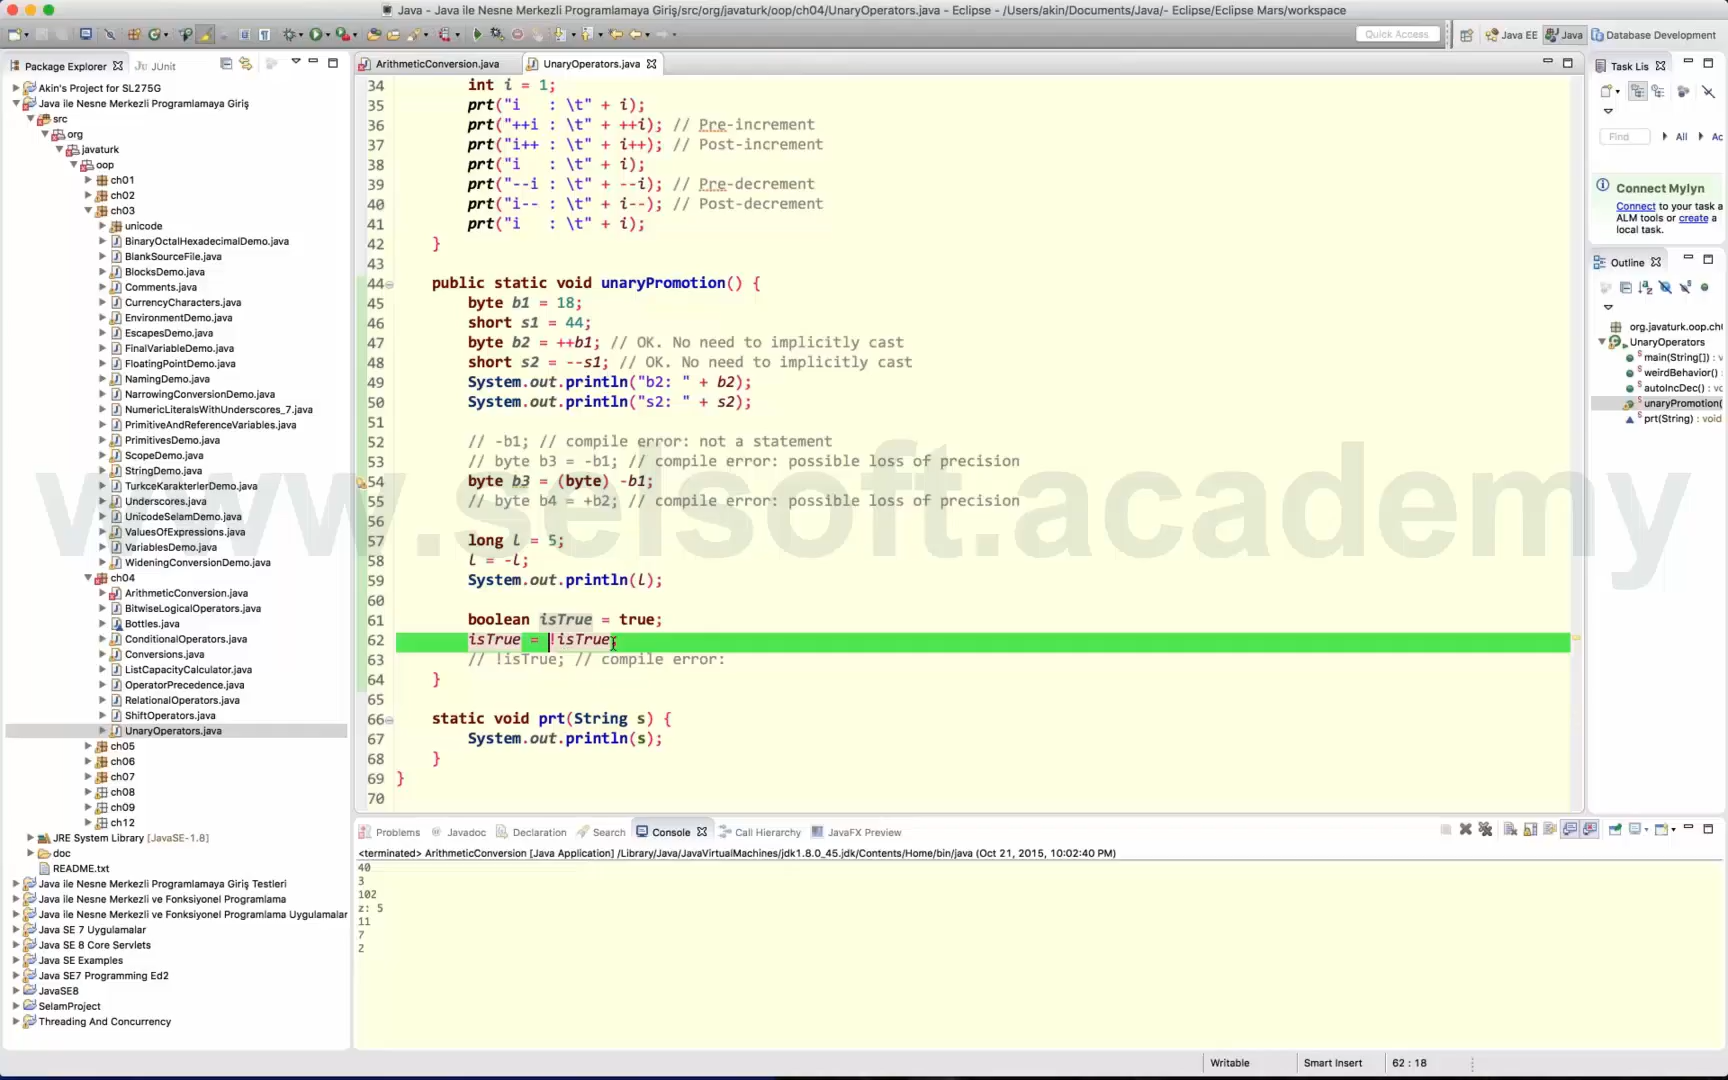 Java - Java ile Nesne Merkezli Programlamaya Giriş/src/org/javaturk/oop/ch04/UnaryOperators.java - Eclipse - /Users/akin/Documents/Java/- Eclipse/Eclipse Mars/workspace
Quick Access
Java EE
Java
Database Development
Package Explorer
JUnit
Akin's Project for SL275G
Java ile Nesne Merkezli Programlamaya Giriş
src
org
javaturk
oop
ch01
ch02
ch03
unicode
BinaryOctalHexadecimalDemo.java
BlankSourceFile.java
BlocksDemo.java
Comments.java
CurrencyCharacters.java
EnvironmentDemo.java
EscapesDemo.java
FinalVariableDemo.java
FloatingPointDemo.java
NamingDemo.java
NarrowingConversionDemo.java
NumericLiteralsWithUnderscores_7.java
PrimitiveAndReferenceVariables.java
PrimitivesDemo.java
ScopeDemo.java
StringDemo.java
TurkceKarakterlerDemo.java
Underscores.java
UnicodeSelamDemo.java
ValuesOfExpressions.java
VariablesDemo.java
WideningConversionDemo.java
ch04
ArithmeticConversion.java
BitwiseLogicalOperators.java
Bottles.java
ConditionalOperators.java
Conversions.java
ListCapacityCalculator.java
OperatorPrecedence.java
RelationalOperators.java
ShiftOperators.java
UnaryOperators.java
ch05
ch06
ch07
ch08
ch09
ch12
JRE System Library [JavaSE-1.8]
doc
README.txt
Java ile Nesne Merkezli Programlamaya Giriş Testleri
Java ile Nesne Merkezli ve Fonksiyonel Programlama
Java ile Nesne Merkezli ve Fonksiyonel Programlama Uygulamalar
Java SE 7 Uygulamalar
Java SE 8 Core Servlets
Java SE Examples
Java SE7 Programming Ed2
JavaSE8
SelamProject
Threading And Concurrency
ArithmeticConversion.java
UnaryOperators.java
34 int i = 1;
35 prt("i   : \t" + i);
36 prt("++i : \t" + ++i); // Pre-increment
37 prt("i++ : \t" + i++); // Post-increment
38 prt("i   : \t" + i);
39 prt("--i : \t" + --i); // Pre-decrement
40 prt("i-- : \t" + i--); // Post-decrement
41 prt("i   : \t" + i);
42 }
43
44 public static void unaryPromotion() {
45 byte b1 = 18;
46 short s1 = 44;
47 byte b2 = ++b1; // OK. No need to implicitly cast
48 short s2 = --s1; // OK. No need to implicitly cast
49 System.out.println("b2: " + b2);
50 System.out.println("s2: " + s2);
51
52 // -b1; // compile error: not a statement
53 // byte b3 = -b1; // compile error: possible loss of precision
54 byte b3 = (byte) -b1;
55 // byte b4 = +b2; // compile error: possible loss of precision
56
57 long l = 5;
58 l = -l;
59 System.out.println(l);
60
61 boolean isTrue = true;
62 isTrue = !isTrue;
63 // !isTrue; // compile error:
64 }
65
66 static void prt(String s) {
67 System.out.println(s);
68 }
69 }
70
www.selsoft.academy
Problems
Javadoc
Declaration
Search
Console
Call Hierarchy
JavaFX Preview
<terminated> ArithmeticConversion [Java Application] /Library/Java/JavaVirtualMachines/jdk1.8.0_45.jdk/Contents/Home/bin/java (Oct 21, 2015, 10:02:40 PM)
40
3
102
z: 5
11
7
2
Task Lis
Find
All
Ac
Connect Mylyn
Connect to your task a
ALM tools or create a
local task.
Outline
org.javaturk.oop.ch
UnaryOperators
main(String[]) : v
weirdBehavior()
autoIncDec() : vo
unaryPromotion(
prt(String) : void
Writable
Smart Insert
62 : 18